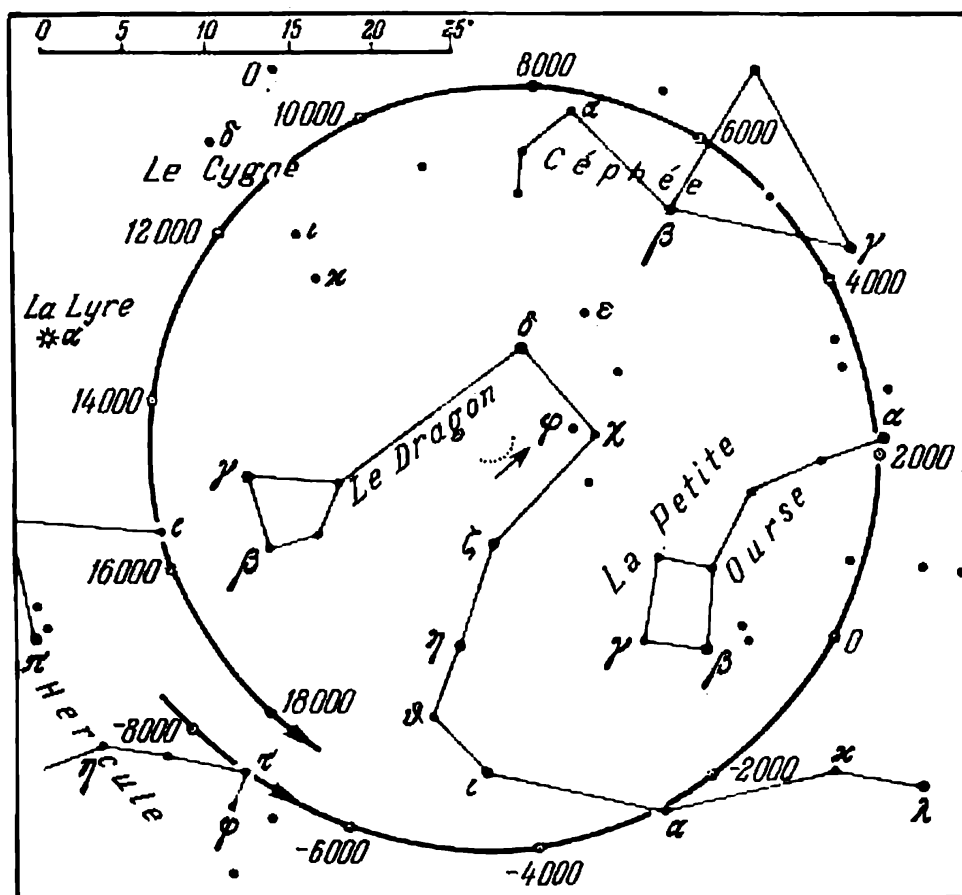 0 5 10 15 20 25°
8000
10000
6000
α
δ
Le Cygne
Céphée
β
γ
12000
ι
ϰ
4000
La Lyre
α
ε
δ
14000
α
2000
φ
χ
Le Dragon
γ
β
ζ
ι
16000
La Petite
Ourse
γ
β
0
η
π
Hercule
18000
θ
-8000
η
τ
φ
ι
-2000
ϰ
λ
α
-6000
-4000